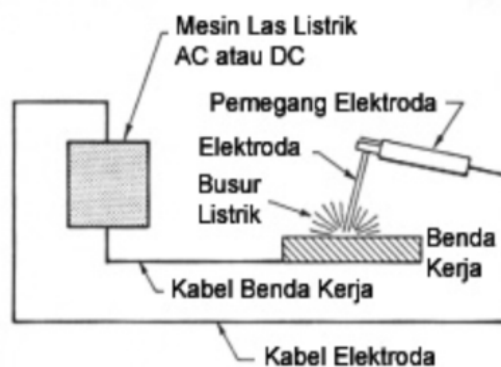 Mesin Las Listrik
AC atau DC
Pemegang Elektroda
Elektroda
Busur
Listrik
Benda
Kerja
Kabel Benda Kerja
Kabel Elektroda